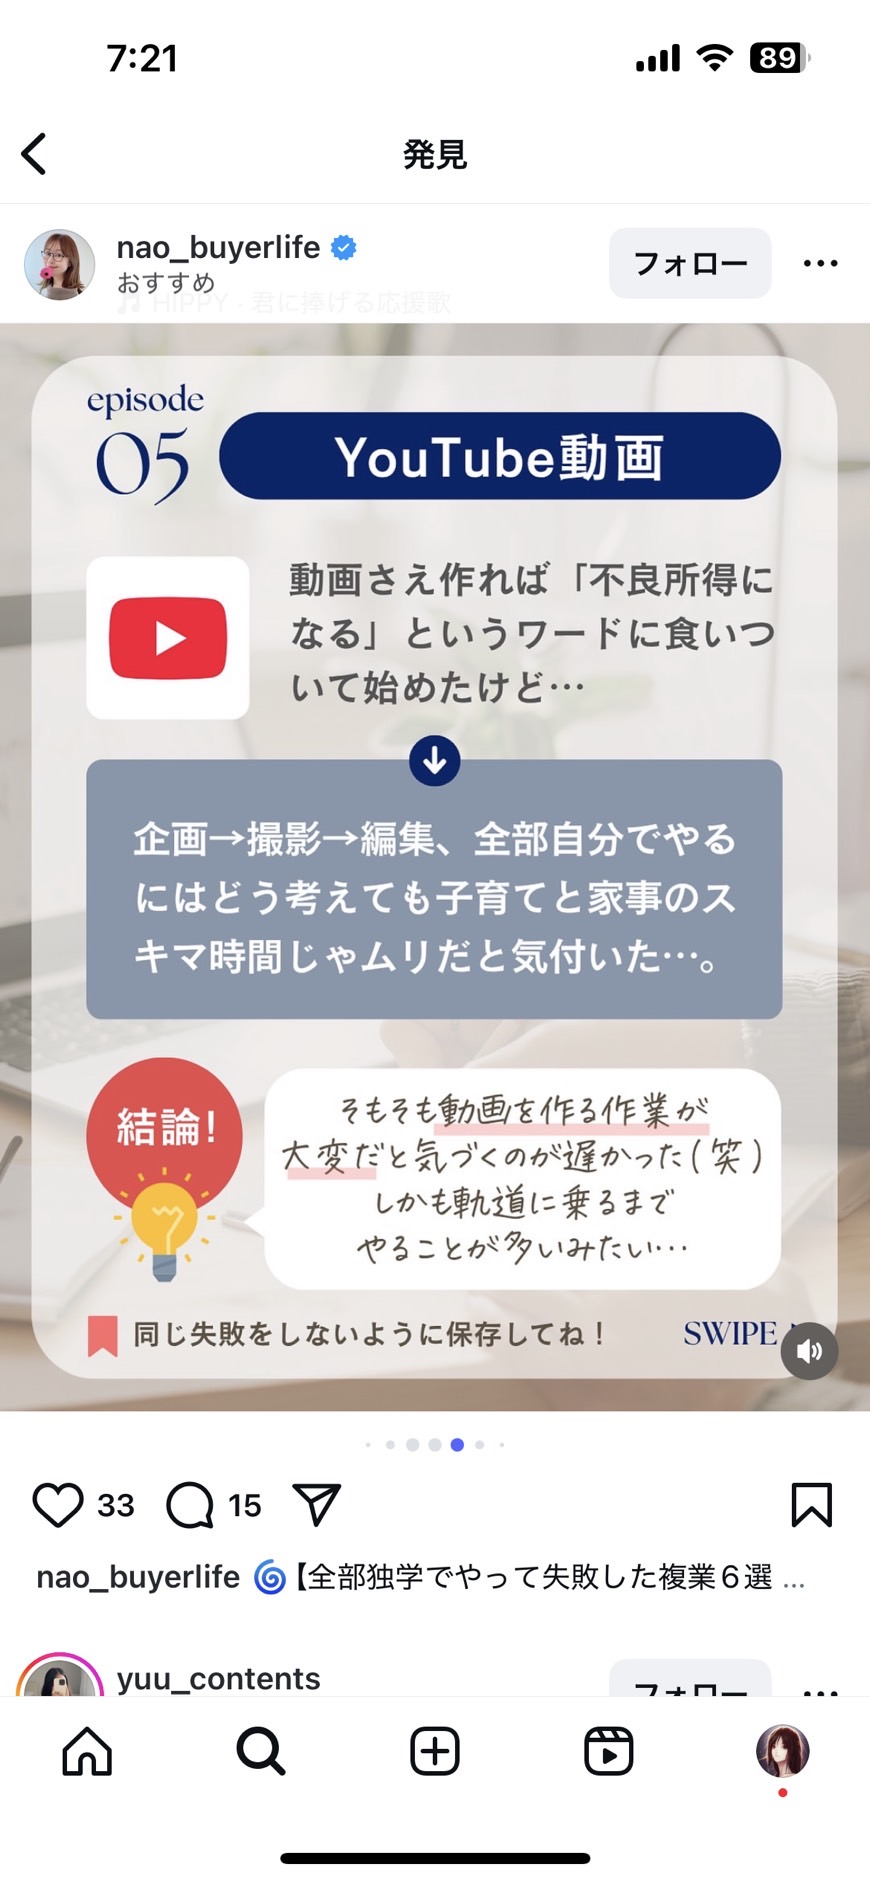 7:21
89
発見
nao_buyerlife
フォロー
おすすめ
HIPPY · 君に捧げる応援歌
episode
05
YouTube動画
動画さえ作れば「不良所得に
なる」というワードに食いつ
いて始めたけど…
企画→撮影→編集、全部自分でやる
にはどう考えても子育てと家事のス
キマ時間じゃムリだと気付いた…。
結論!
そもそも動画を作る作業が
大変だと気づくのが遅かった(笑)
しかも軌道に乗るまで
やることが多いみたい…
同じ失敗をしないように保存してね！
SWIPE
33
15
nao_buyerlife 🌀【全部独学でやって失敗した複業６選 ...
yuu_contents
フォロー